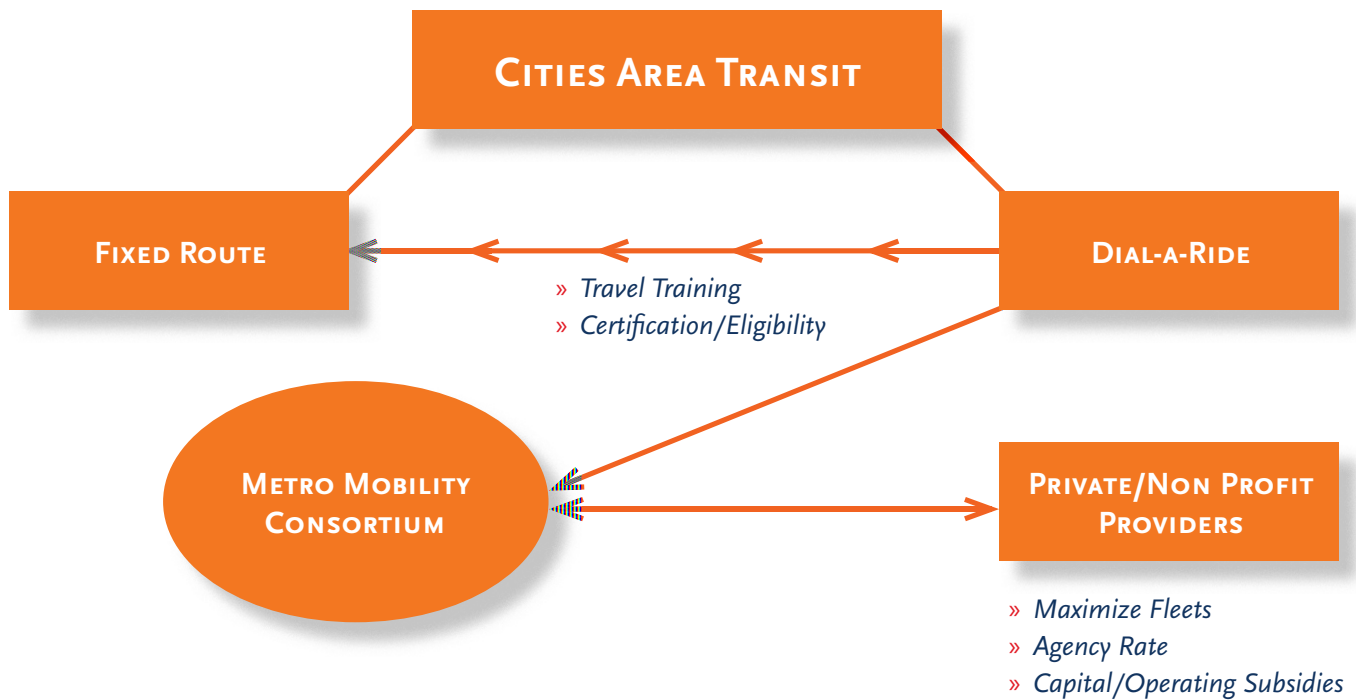 Cities Area Transit
Fixed Route
Dial-a-Ride
» Travel Training
» Certification/Eligibility
Metro Mobility
Consortium
Private/Non Profit
Providers
» Maximize Fleets
» Agency Rate
» Capital/Operating Subsidies